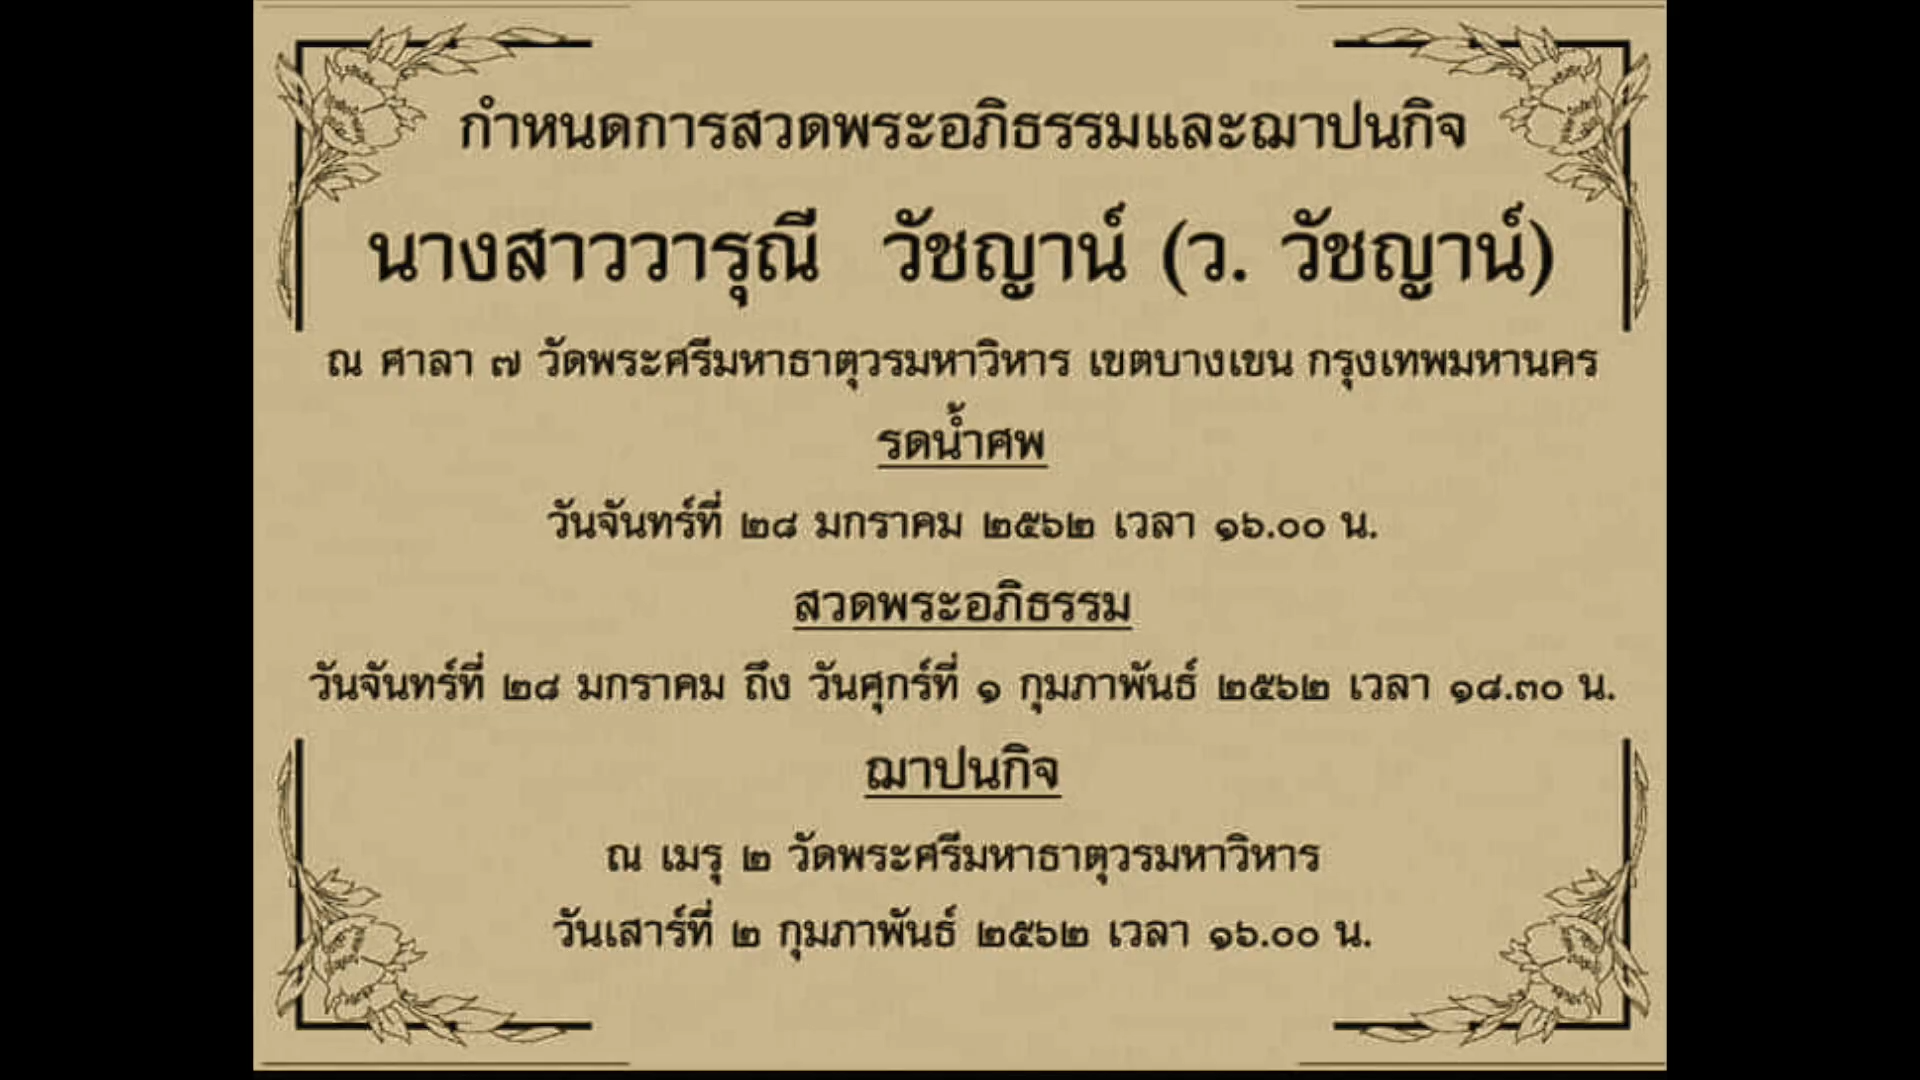 กำหนดการสวดพระอภิธรรมและฌาปนกิจ
นางสาววารุณี วัชญาน์ (ว. วัชญาน์)
ณ ศาลา ๗ วัดพระศรีมหาธาตุวรมหาวิหาร เขตบางเขน กรุงเทพมหานคร
รดน้ำศพ
วันจันทร์ที่ ๒๘ มกราคม ๒๕๖๒ เวลา ๑๖.๐๐ น.
สวดพระอภิธรรม
วันจันทร์ที่ ๒๘ มกราคม ถึง วันศุกร์ที่ ๑ กุมภาพันธ์ ๒๕๖๒ เวลา ๑๘.๓๐ น.
ฌาปนกิจ
ณ เมรุ ๒ วัดพระศรีมหาธาตุวรมหาวิหาร
วันเสาร์ที่ ๒ กุมภาพันธ์ ๒๕๖๒ เวลา ๑๖.๐๐ น.